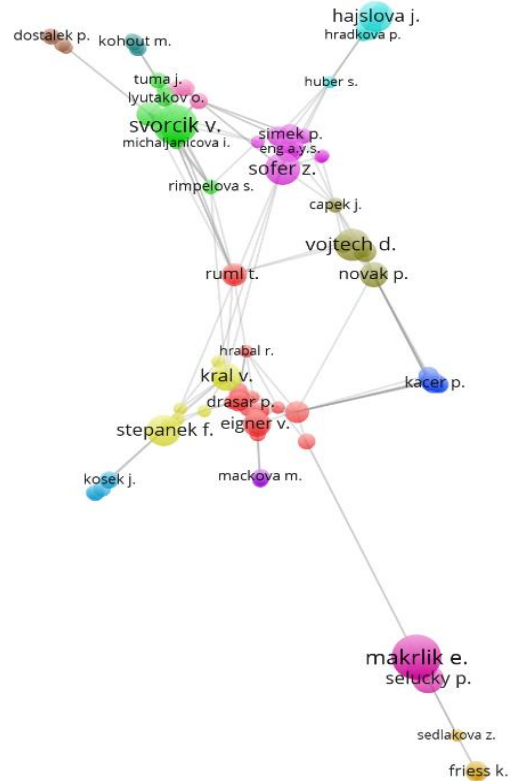 hajslova j.
dostalek p.
hradkova p.
kohout m.
tuma j.
huber s.
lyutakov o.
svorcik v.
simek p.
michaljanicova i.
eng a.y.s.
sofer z.
rimpelova s.
capek j.
vojtech d.
ruml t.
novak p.
hrabal r.
kral v.
kacer p.
drasar p.
eigner v.
stepanek f.
mackova m.
kosek j.
makrlik e.
selucky p.
sedlakova z.
friess k.